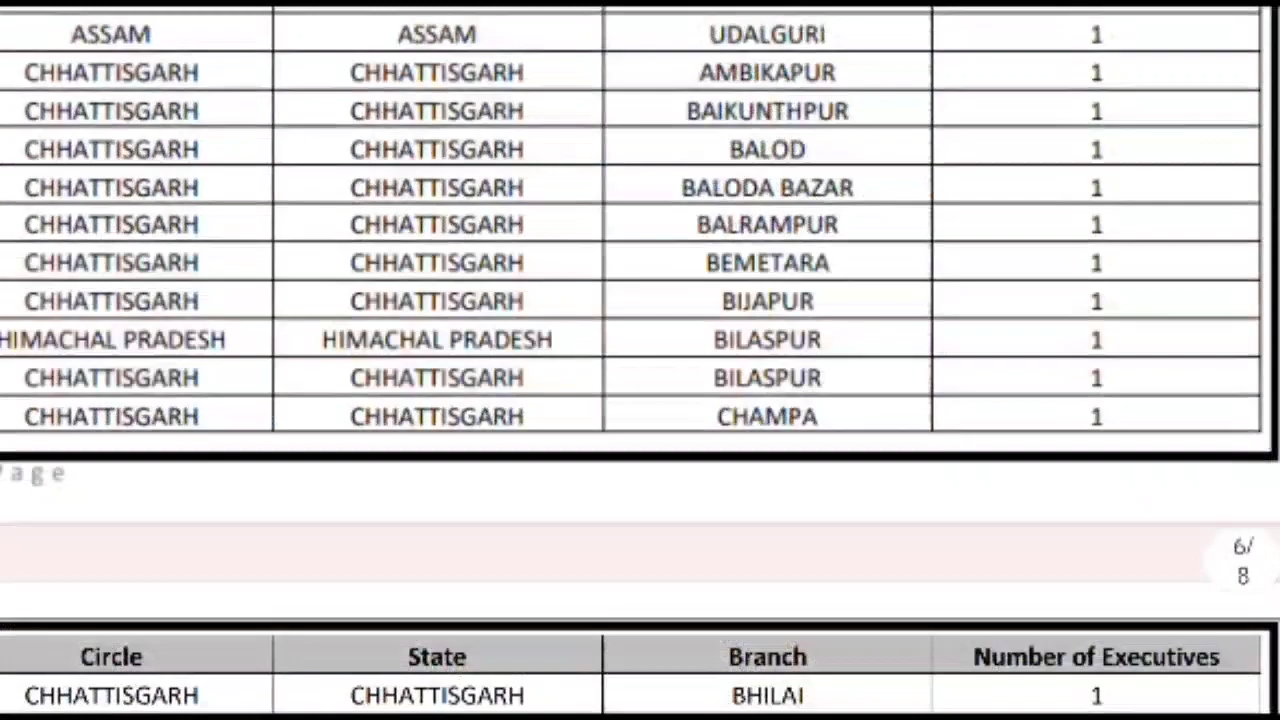 ASSAM ASSAM UDALGURI 1
CHHATTISGARH CHHATTISGARH AMBIKAPUR 1
CHHATTISGARH CHHATTISGARH BAIKUNTHPUR 1
CHHATTISGARH CHHATTISGARH BALOD 1
CHHATTISGARH CHHATTISGARH BALODA BAZAR 1
CHHATTISGARH CHHATTISGARH BALRAMPUR 1
CHHATTISGARH CHHATTISGARH BEMETARA 1
CHHATTISGARH CHHATTISGARH BIJAPUR 1
HIMACHAL PRADESH HIMACHAL PRADESH BILASPUR 1
CHHATTISGARH CHHATTISGARH BILASPUR 1
CHHATTISGARH CHHATTISGARH CHAMPA 1
Page
6/
8
Circle State Branch Number of Executives
CHHATTISGARH CHHATTISGARH BHILAI 1